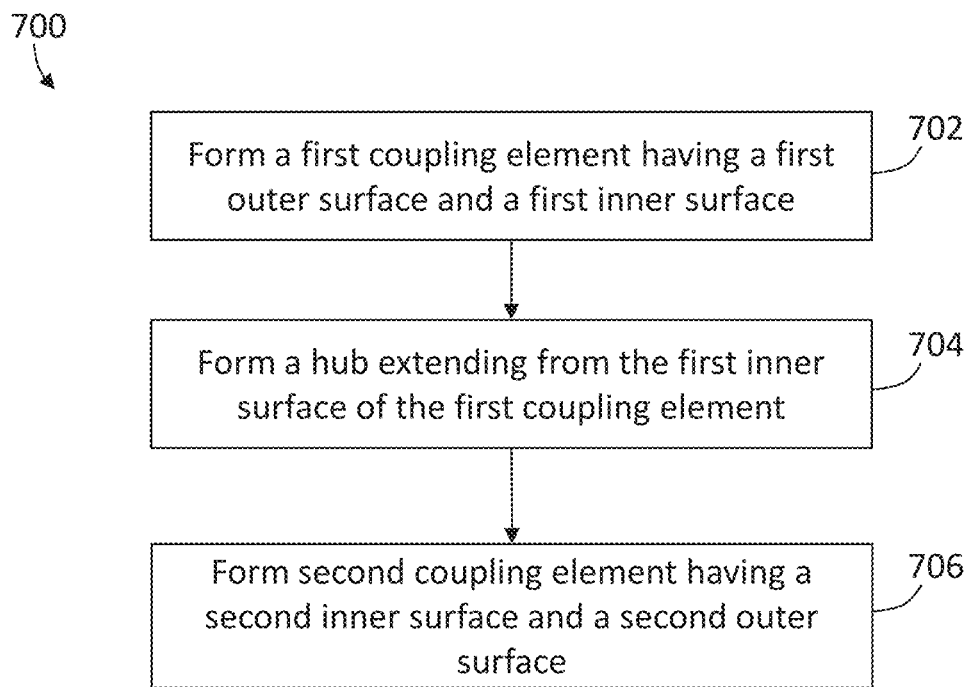 700
702
Form a first coupling element having a first
outer surface and a first inner surface
704
Form a hub extending from the first inner
surface of the first coupling element
706
Form second coupling element having a
second inner surface and a second outer
surface